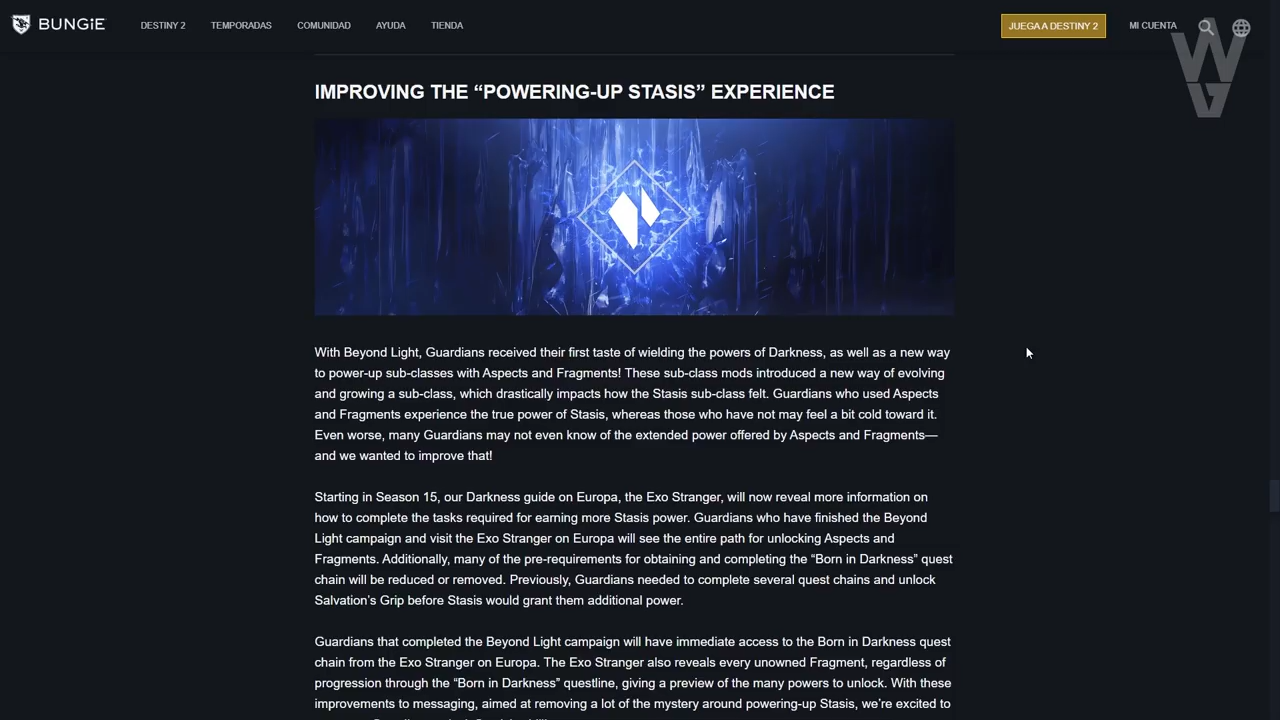 BUNGiE
DESTINY 2
TEMPORADAS
COMUNIDAD
AYUDA
TIENDA
JUEGA A DESTINY 2
MI CUENTA
IMPROVING THE “POWERING-UP STASIS” EXPERIENCE
With Beyond Light, Guardians received their first taste of wielding the powers of Darkness, as well as a new way
to power-up sub-classes with Aspects and Fragments! These sub-class mods introduced a new way of evolving
and growing a sub-class, which drastically impacts how the Stasis sub-class felt. Guardians who used Aspects
and Fragments experience the true power of Stasis, whereas those who have not may feel a bit cold toward it.
Even worse, many Guardians may not even know of the extended power offered by Aspects and Fragments—
and we wanted to improve that!
Starting in Season 15, our Darkness guide on Europa, the Exo Stranger, will now reveal more information on
how to complete the tasks required for earning more Stasis power. Guardians who have finished the Beyond
Light campaign and visit the Exo Stranger on Europa will see the entire path for unlocking Aspects and
Fragments. Additionally, many of the pre-requirements for obtaining and completing the “Born in Darkness” quest
chain will be reduced or removed. Previously, Guardians needed to complete several quest chains and unlock
Salvation’s Grip before Stasis would grant them additional power.
Guardians that completed the Beyond Light campaign will have immediate access to the Born in Darkness quest
chain from the Exo Stranger on Europa. The Exo Stranger also reveals every unowned Fragment, regardless of
progression through the “Born in Darkness” questline, giving a preview of the many powers to unlock. With these
improvements to messaging, aimed at removing a lot of the mystery around powering-up Stasis, we’re excited to